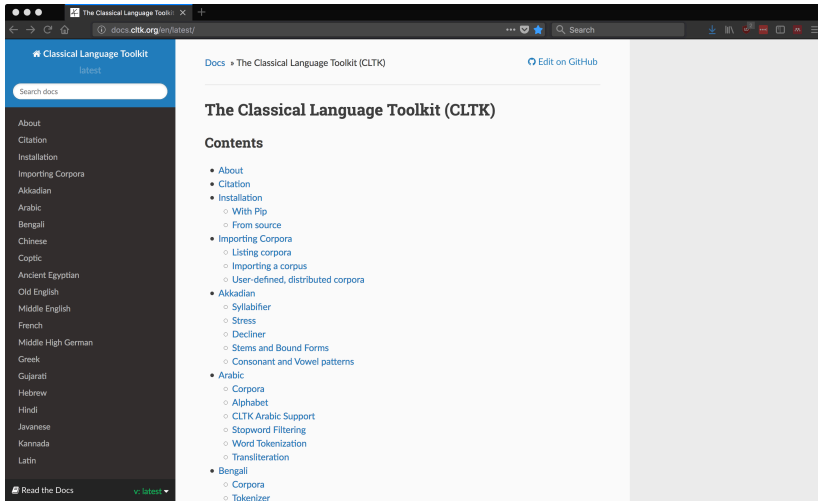 The Classical Language Toolkit
docs.cltk.org/en/latest/
Search
Classical Language Toolkit
latest
Search docs
About
Citation
Installation
Importing Corpora
Akkadian
Arabic
Bengali
Chinese
Coptic
Ancient Egyptian
Old English
Middle English
French
Middle High German
Greek
Gujarati
Hebrew
Hindi
Javanese
Kannada
Latin
Read the Docs
v: latest
Docs » The Classical Language Toolkit (CLTK)
Edit on GitHub
The Classical Language Toolkit (CLTK)
Contents
• About
• Citation
• Installation
◦ With Pip
◦ From source
• Importing Corpora
◦ Listing corpora
◦ Importing a corpus
◦ User-defined, distributed corpora
• Akkadian
◦ Syllabifier
◦ Stress
◦ Decliner
◦ Stems and Bound Forms
◦ Consonant and Vowel patterns
• Arabic
◦ Corpora
◦ Alphabet
◦ CLTK Arabic Support
◦ Stopword Filtering
◦ Word Tokenization
◦ Transliteration
• Bengali
◦ Corpora
◦ Tokenizer